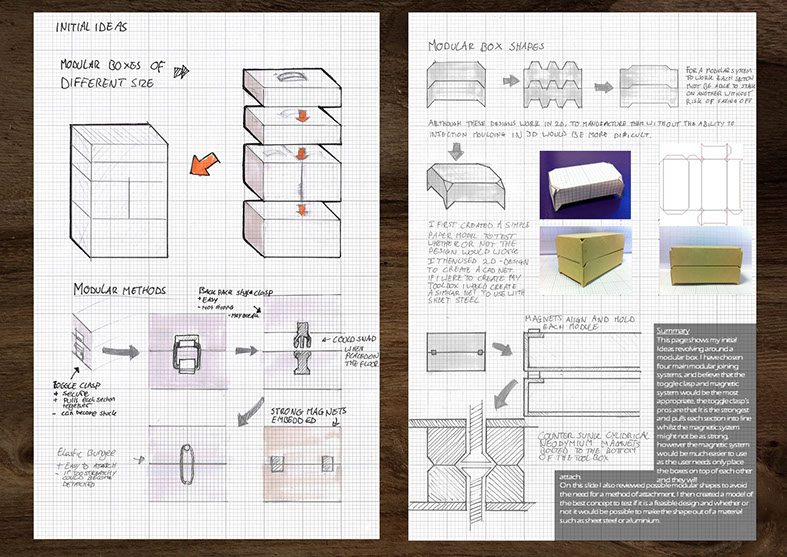 INITIAL IDEAS
MODULAR BOXES OF
DIFFERENT SIZE
MODULAR METHODS
BACK PACK STYLE CLASP
+ EASY
- NOT STRONG
- MAY BREAK
← COULD SNAP
WHEN
PLACED ON
THE FLOOR
TOGGLE CLASP
+ SECURE
+ PULLS EACH SECTION
TOGETHER
- CAN BECOME STUCK
STRONG MAGNETS
EMBEDDED
Elastic Bungee
+ EASY TO ATTACH
- IF TOO STRETCHY
COULD BECOME
DETACHED
MODULAR BOX SHAPES
FOR A MODULAR SYSTEM
TO WORK EACH SECTION
MUST BE ABLE TO STACK
ON ANOTHER WITHOUT
RISK OF FALLING OFF
ALTHOUGH THESE DESIGNS WORK IN 2D, TO MANUFACTURE THEM WITHOUT THE ABILITY TO
INJECTION MOULDING IN 3D WOULD BE MORE DIFFICULT.
I FIRST CREATED A SIMPLE
PAPER MODEL TO TEST
WHETHER OR NOT THE
DESIGN WOULD WORK
I THEN USED 2D-DESIGN
TO CREATE A CAD NET.
IF I WERE TO CREATE MY
TOOLBOX I WOULD CREATE
A SIMILAR NET TO USE WITH
SHEET STEEL
MAGNETS ALIGN AND HOLD
EACH MODULE
COUNTER SUNK CYLIDRICAL
NEODYMIUM MAGNETS
BOLTED TO THE BOTTOM
OF THE TOOL BOX
Summary
This page shows my initial
Ideas revolving around a
modular box. I have chosen
four main modular joining
systems, and believe that the
toggle clasp and magnetic
system would be the most
appropriate, the toggle clasp's
pros are that it is the strongest
and pulls each section into line
whilst the magnetic system
might not be as strong,
however the magnetic system
would be much easier to use
as the user needs only place
the boxes on top of each other
and they will
attach.
On this slide I also reviewed possible modular shapes to avoid
the need for a method of attachment, I then created a model of
the best concept to test if it is a feasible design and whether or
not it would be possible to make the shape out of a material
such as sheet steel or aluminium.